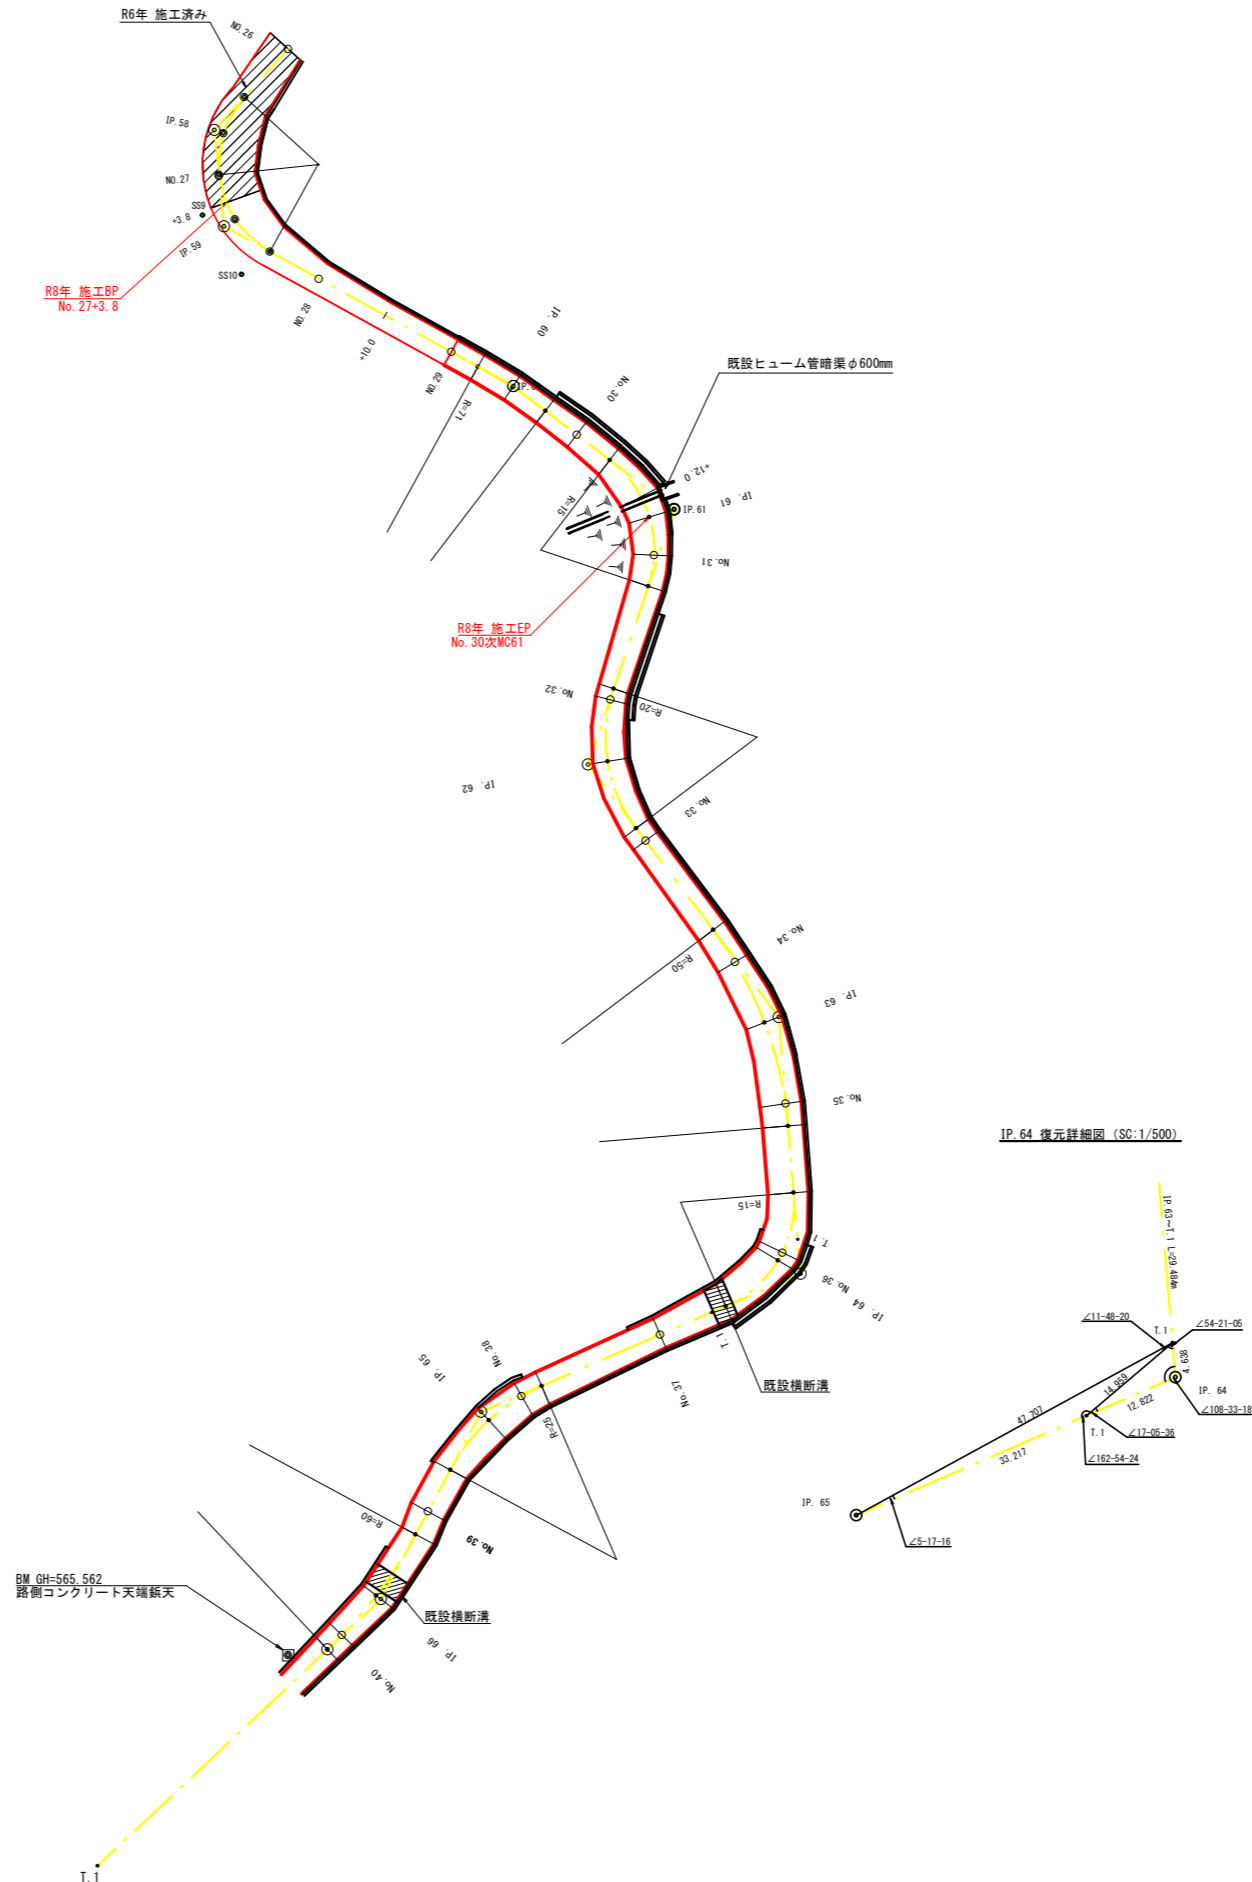 R6年 施工済み
NO.26
IP.58
NO.27
SS9
+3.8
IP.59
SS10
R8年 施工BP
No.27+3.8
NO.28
+10.0
NO.29
IP. 60
R=71
No.30
既設ヒューム管暗渠φ600mm
+12.0
IP. 61
IP.61
R=15
No.31
R8年 施工EP
No.30次MC61
No.32
R=20
IP. 62
No.33
No.34
R=50
IP. 63
No.35
R=15
T.1
No.36
IP. 64
T.1
既設横断溝
No.37
No.38
IP. 65
R=25
R=60
No.39
既設横断溝
IP. 66
No.40
BM GH=565.562
路側コンクリート天端鋲天
T.1
IP.64 復元詳細図 (SC:1/500)
IP.63~T.1 L=29.484m
∠11-48-20
T.1
∠54-21-05
4.638
14.959
12.822
IP. 64
∠108-33-18
47.707
T.1
∠17-05-36
∠162-54-24
33.217
IP. 65
∠5-17-16